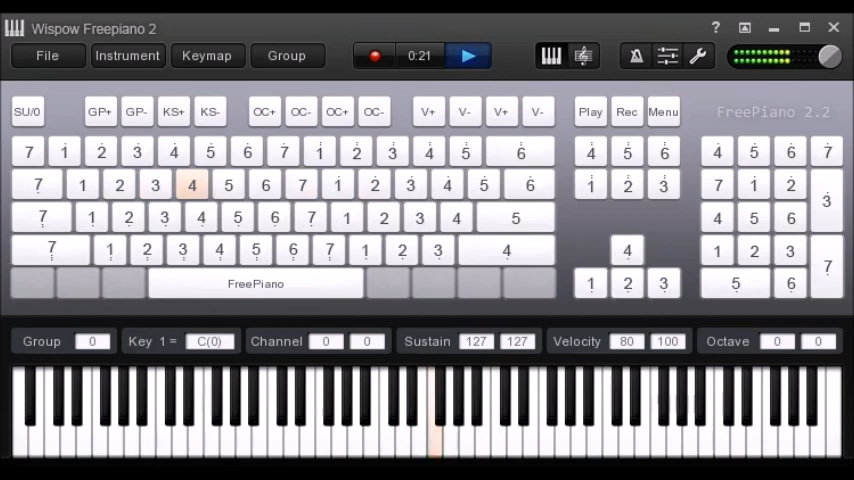 Wispow Freepiano 2 ?
File Instrument Keymap Group 0:21
SU/0 GP+ GP- KS+ KS- OC+ OC- OC+ OC- V+ V- V+ V- Play Rec Menu FreePiano 2.2
7 1 2 3 4 5 6 7 1 2 3 4 5 6 4 5 6 4 5 6 7
7 1 2 3 4 5 6 7 1 2 3 4 5 6 1 2 3 7 1 2 3
7 1 2 3 4 5 6 7 1 2 3 4 5 4 5 6
7 1 2 3 4 5 6 7 1 2 3 4 4 1 2 3 7
FreePiano 1 2 3 5 6
Group 0 Key 1 = C(0) Channel 0 0 Sustain 127 127 Velocity 80 100 Octave 0 0